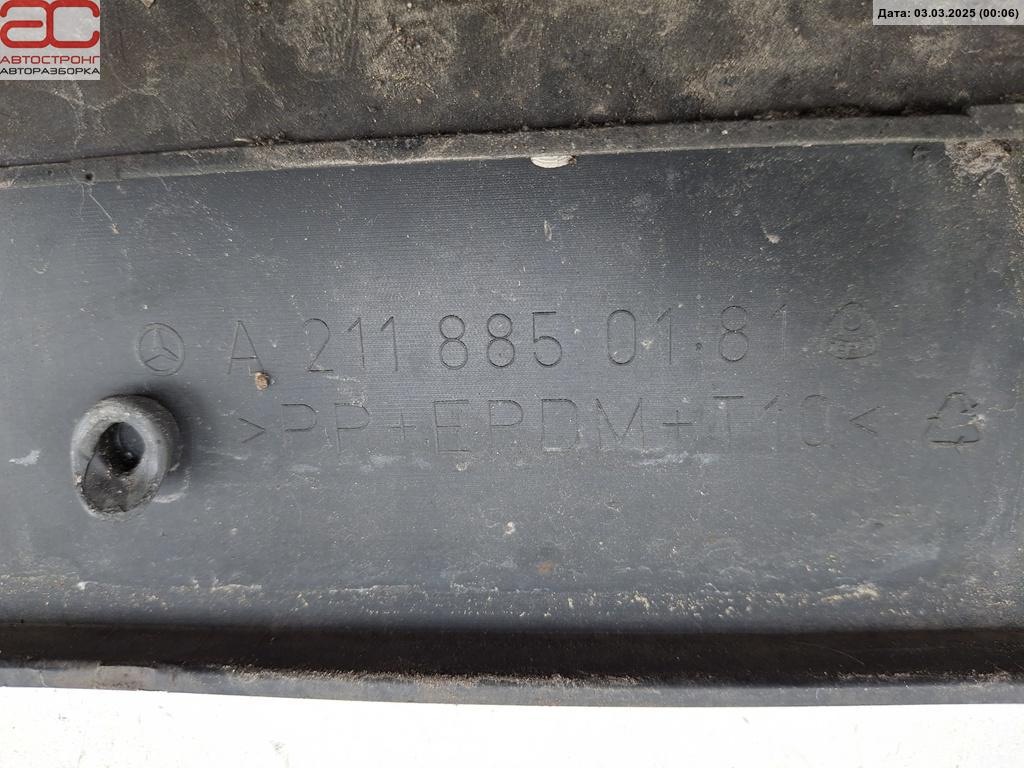 АС
АВТОСТРОНГ
АВТОРАЗБОРКА
Дата: 03.03.2025 (00:06)
A 211 885 01 81
>PP+EPDM+T10<